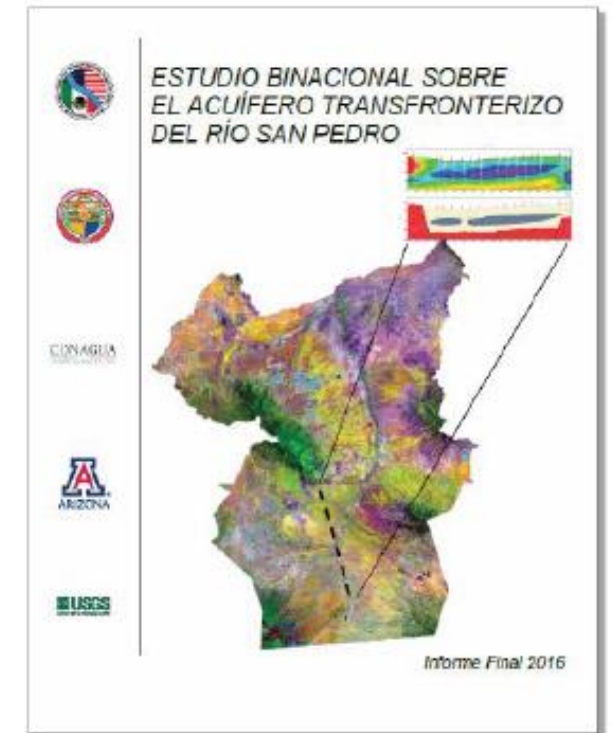 ESTUDIO BINACIONAL SOBRE
EL ACUÍFERO TRANSFRONTERIZO
DEL RÍO SAN PEDRO
CONAGUA
A
ARIZONA
USGS
Informe Final 2016